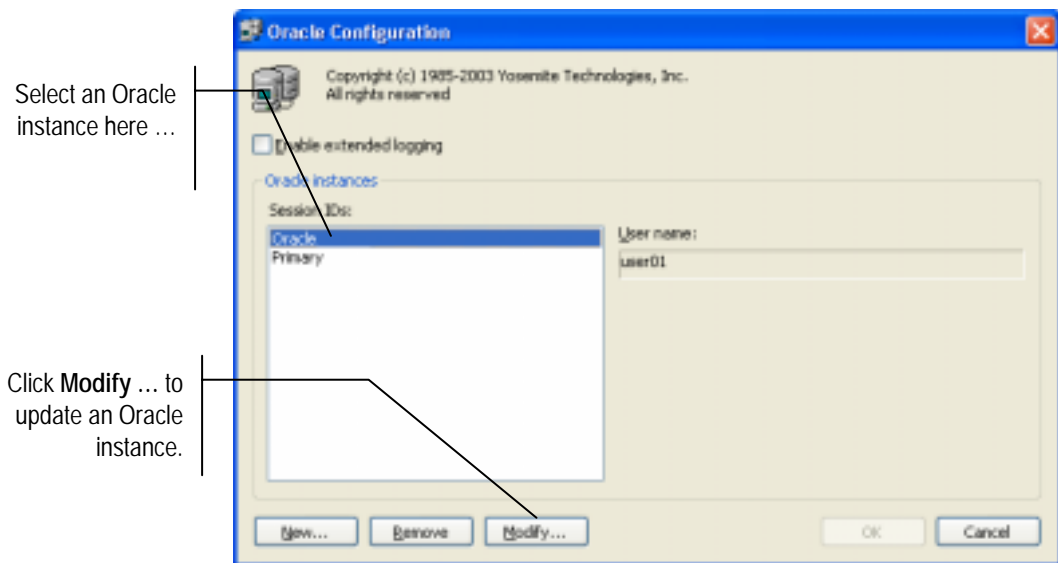 Oracle Configuration
Copyright (c) 1985-2003 Yosemite Technologies, Inc.
All rights reserved
Select an Oracle
instance here …
Enable extended logging
Oracle instances
Session IDs:
Oracle
Primary
User name:
user01
Click Modify … to
update an Oracle
instance.
New...
Remove
Modify...
OK
Cancel